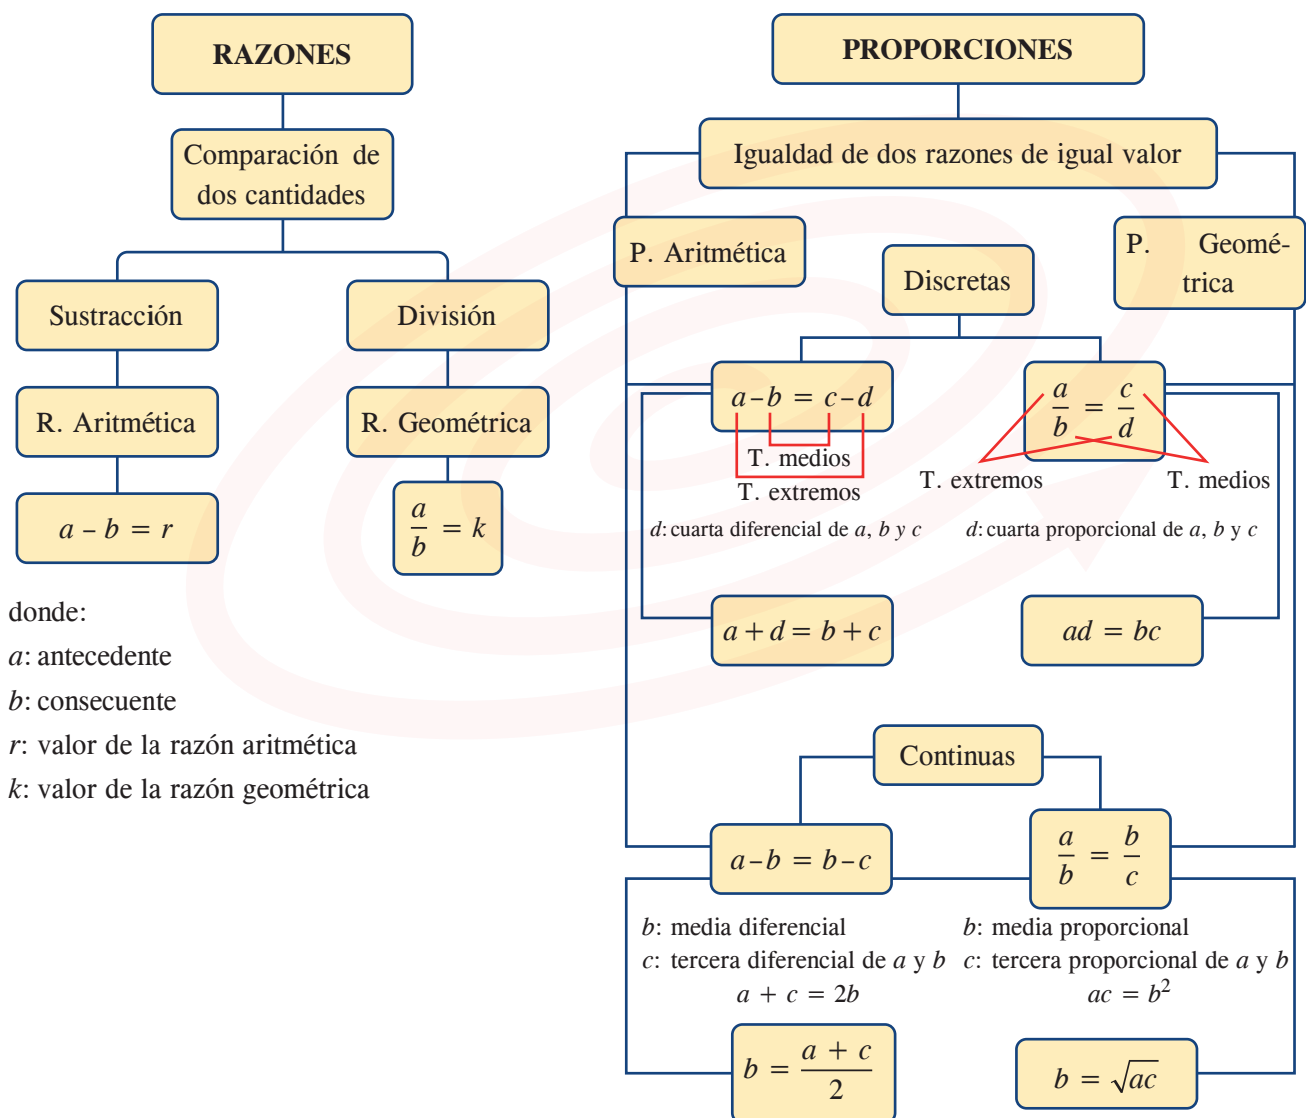 RAZONES
Comparación de
dos cantidades
Sustracción
División
R. Aritmética
R. Geométrica
a – b = r
a/b = k
donde:
a: antecedente
b: consecuente
r: valor de la razón aritmética
k: valor de la razón geométrica
PROPORCIONES
Igualdad de dos razones de igual valor
P. Aritmética
P. Geomé-
trica
Discretas
a – b = c – d
T. medios
T. extremos
a/b = c/d
T. extremos
T. medios
d: cuarta diferencial de a, b y c
d: cuarta proporcional de a, b y c
a + d = b + c
ad = bc
Continuas
a – b = b – c
a/b = b/c
b: media diferencial
c: tercera diferencial de a y b
a + c = 2b
b: media proporcional
c: tercera proporcional de a y b
ac = b²
b = (a + c)/2
b = √ac